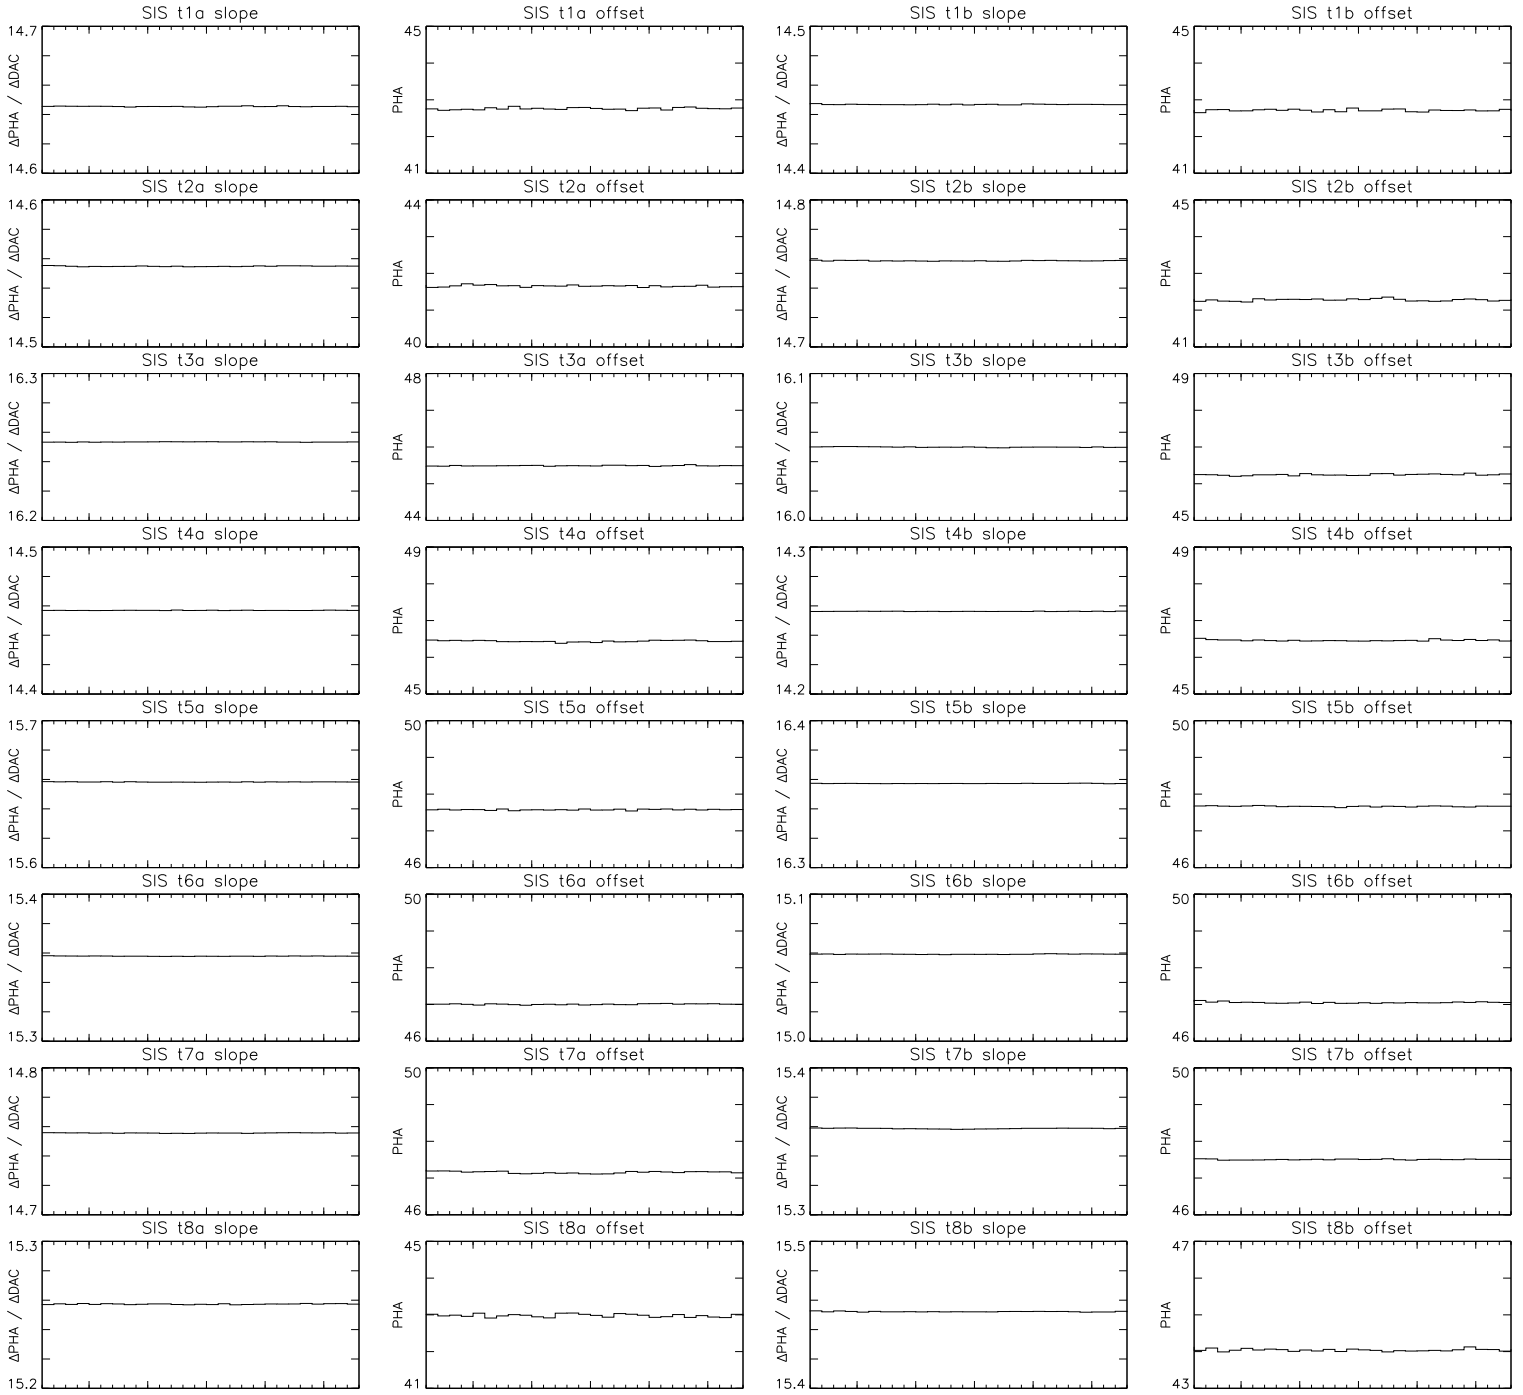 SIS t1a slope
14.7
ΔPHA / ΔDAC
14.6
SIS t1a offset
45
PHA
41
SIS t1b slope
14.5
ΔPHA / ΔDAC
14.4
SIS t1b offset
45
PHA
41
SIS t2a slope
14.6
ΔPHA / ΔDAC
14.5
SIS t2a offset
44
PHA
40
SIS t2b slope
14.8
ΔPHA / ΔDAC
14.7
SIS t2b offset
45
PHA
41
SIS t3a slope
16.3
ΔPHA / ΔDAC
16.2
SIS t3a offset
48
PHA
44
SIS t3b slope
16.1
ΔPHA / ΔDAC
16.0
SIS t3b offset
49
PHA
45
SIS t4a slope
14.5
ΔPHA / ΔDAC
14.4
SIS t4a offset
49
PHA
45
SIS t4b slope
14.3
ΔPHA / ΔDAC
14.2
SIS t4b offset
49
PHA
45
SIS t5a slope
15.7
ΔPHA / ΔDAC
15.6
SIS t5a offset
50
PHA
46
SIS t5b slope
16.4
ΔPHA / ΔDAC
16.3
SIS t5b offset
50
PHA
46
SIS t6a slope
15.4
ΔPHA / ΔDAC
15.3
SIS t6a offset
50
PHA
46
SIS t6b slope
15.1
ΔPHA / ΔDAC
15.0
SIS t6b offset
50
PHA
46
SIS t7a slope
14.8
ΔPHA / ΔDAC
14.7
SIS t7a offset
50
PHA
46
SIS t7b slope
15.4
ΔPHA / ΔDAC
15.3
SIS t7b offset
50
PHA
46
SIS t8a slope
15.3
ΔPHA / ΔDAC
15.2
SIS t8a offset
45
PHA
41
SIS t8b slope
15.5
ΔPHA / ΔDAC
15.4
SIS t8b offset
47
PHA
43